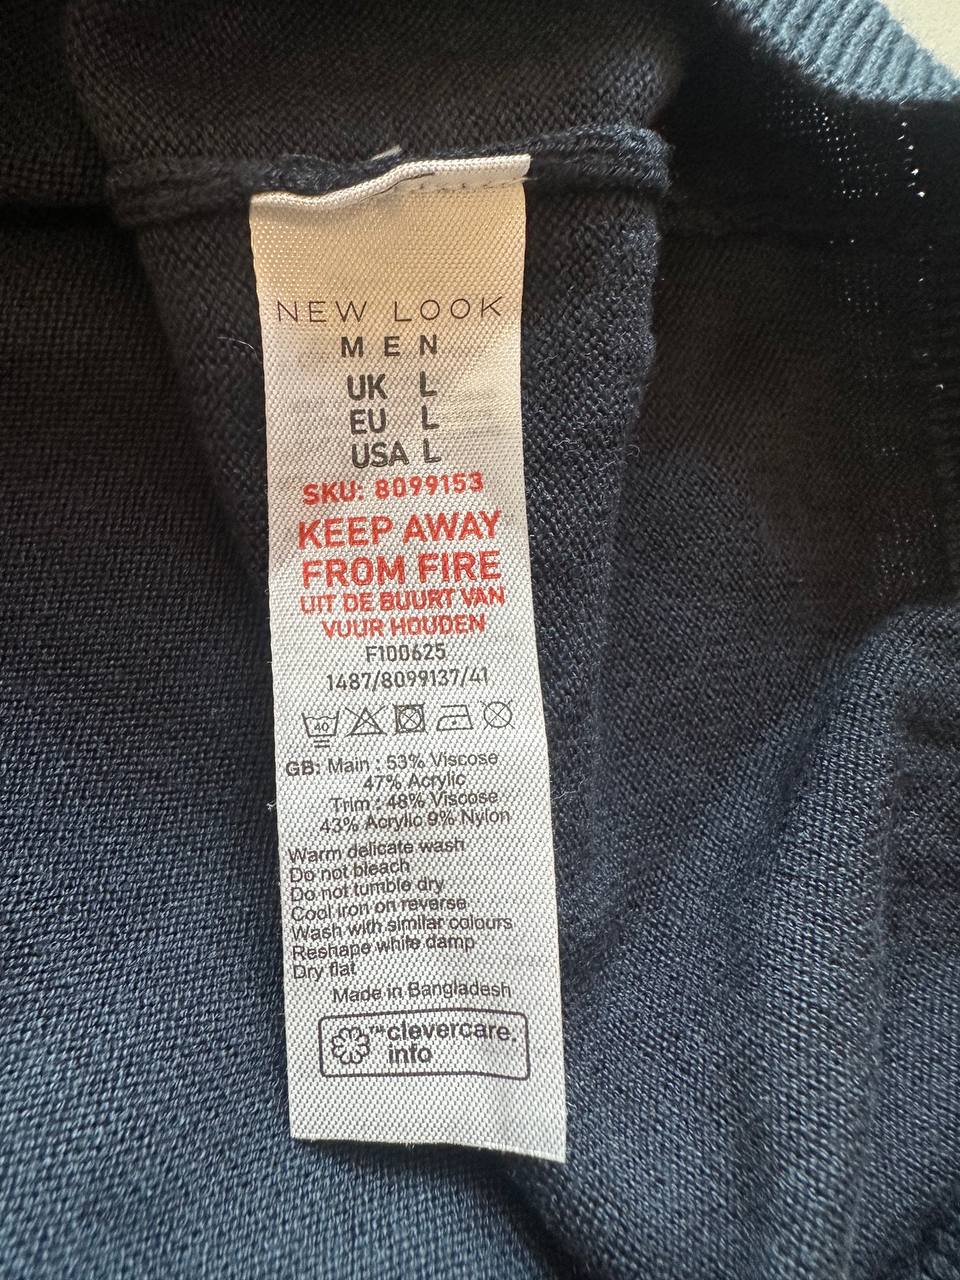 NEW LOOK
MEN
UK L
EU L
USA L
SKU: 8099153
KEEP AWAY
FROM FIRE
UIT DE BUURT VAN
VUUR HOUDEN
F100625
1487/8099137/41
40
GB: Main : 53% Viscose
47% Acrylic
Trim : 48% Viscose
43% Acrylic 9% Nylon
Warm delicate wash
Do not bleach
Do not tumble dry
Cool iron on reverse
Wash with similar colours
Reshape while damp
Dry flat
Made in Bangladesh
™clevercare.
info